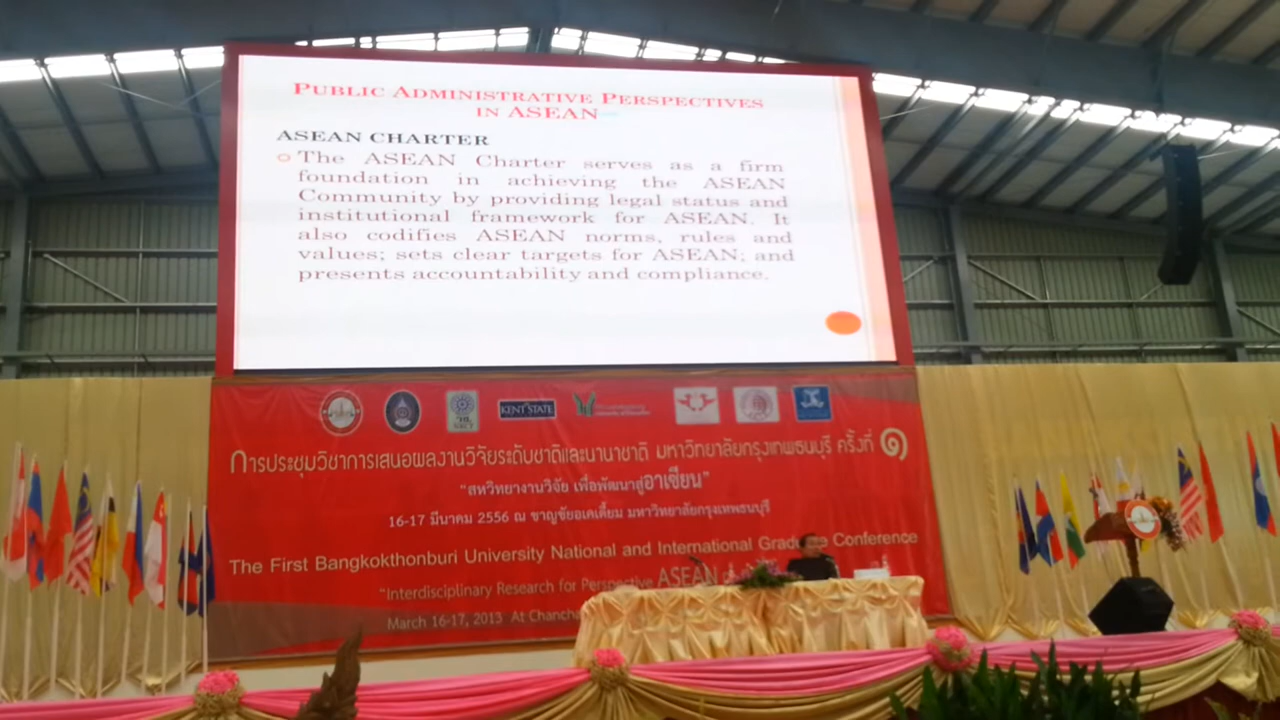 PUBLIC ADMINISTRATIVE PERSPECTIVES
IN ASEAN
ASEAN CHARTER
The ASEAN Charter serves as a firm
foundation in achieving the ASEAN
Community by providing legal status and
institutional framework for ASEAN. It
also codifies ASEAN norms, rules and
values; sets clear targets for ASEAN; and
presents accountability and compliance.
KENT STATE
การประชุมวิชาการเสนอผลงานวิจัยระดับชาติและนานาชาติ มหาวิทยาลัยกรุงเทพธนบุรี ครั้งที่ ๑
"สหวิทยางานวิจัย เพื่อพัฒนาสู่อาเซียน"
16-17 มีนาคม 2556 ณ ชาญชัยอเคเดี้ยม มหาวิทยาลัยกรุงเทพธนบุรี
The First Bangkokthonburi University National and International Graduate Conference
"Interdisciplinary Research for Perspective ASEAN
March 16-17, 2013 At Chancha